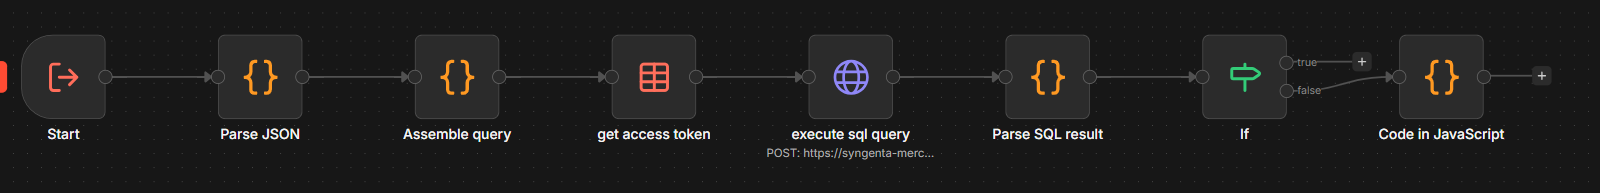 true
false
Start
Parse JSON
Assemble query
get access token
execute sql query
Parse SQL result
If
Code in JavaScript
POST: https://syngenta-merc...